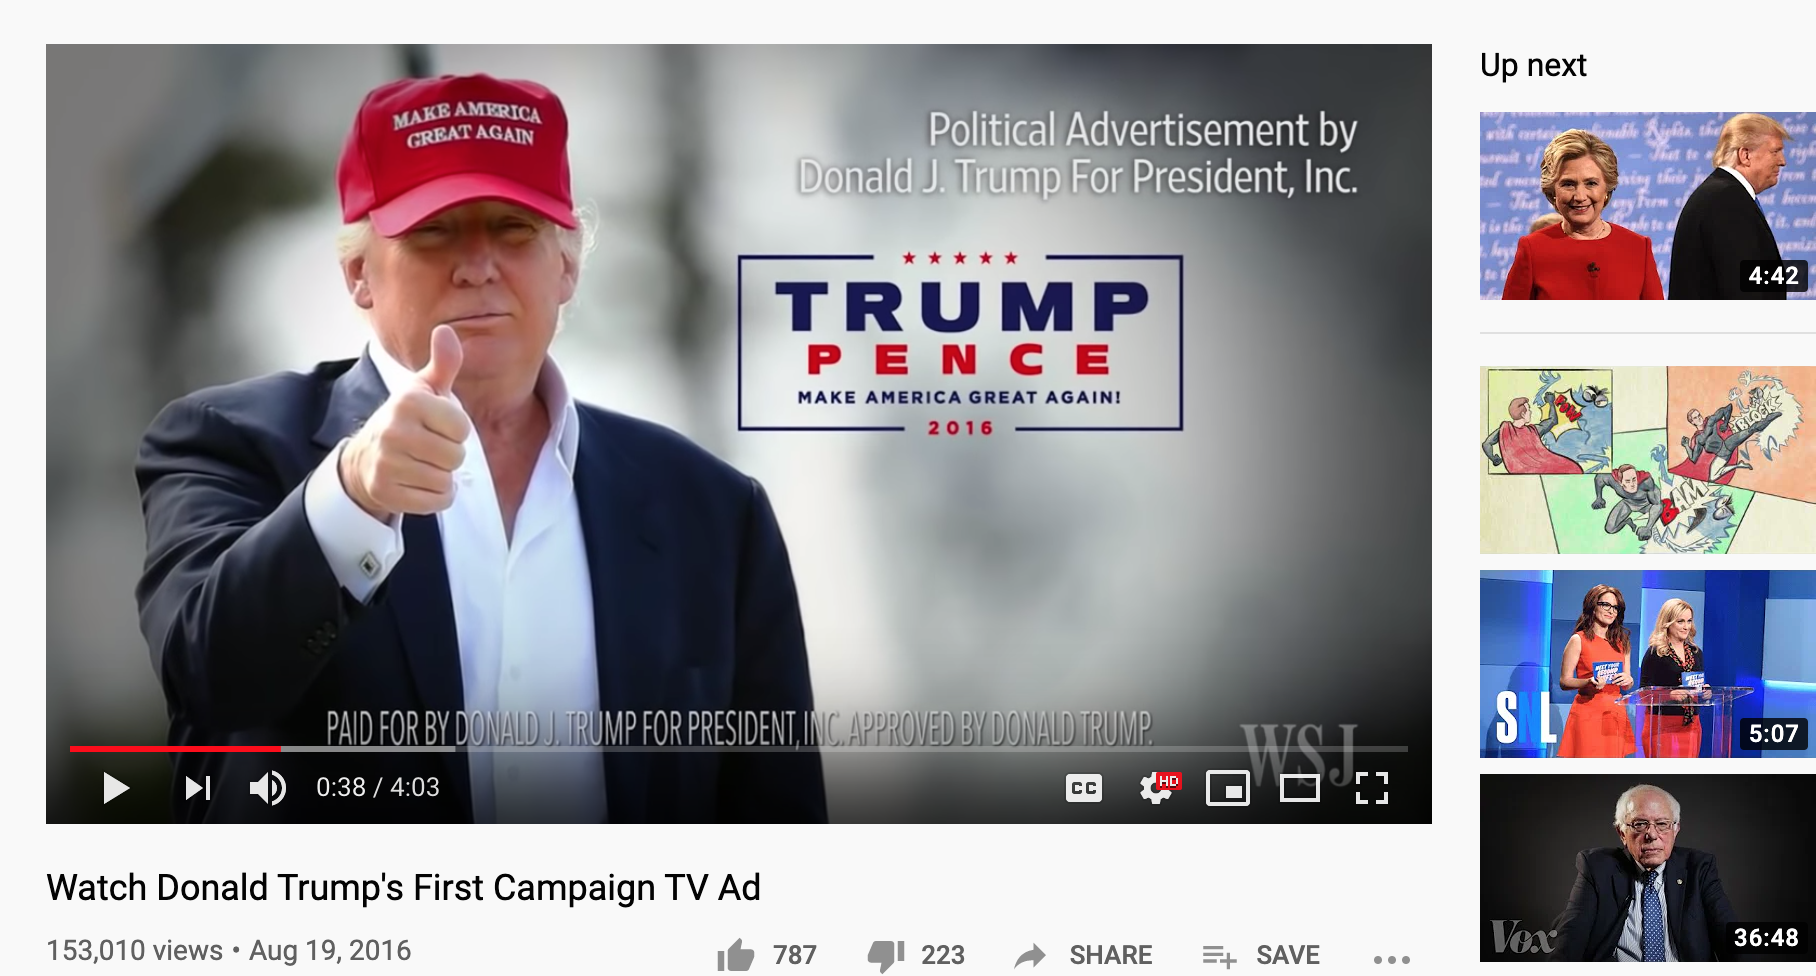 MAKE AMERICA
GREAT AGAIN
Political Advertisement by
Donald J. Trump For President, Inc.
TRUMP
PENCE
MAKE AMERICA GREAT AGAIN!
2016
PAID FOR BY DONALD J. TRUMP FOR PRESIDENT, INC. APPROVED BY DONALD TRUMP.
WSJ
0:38 / 4:03
CC
HD
Watch Donald Trump's First Campaign TV Ad
153,010 views • Aug 19, 2016
787
223
SHARE
SAVE
Up next
4:42
POW
BLOCK
BAM
SNL
5:07
Vox
36:48